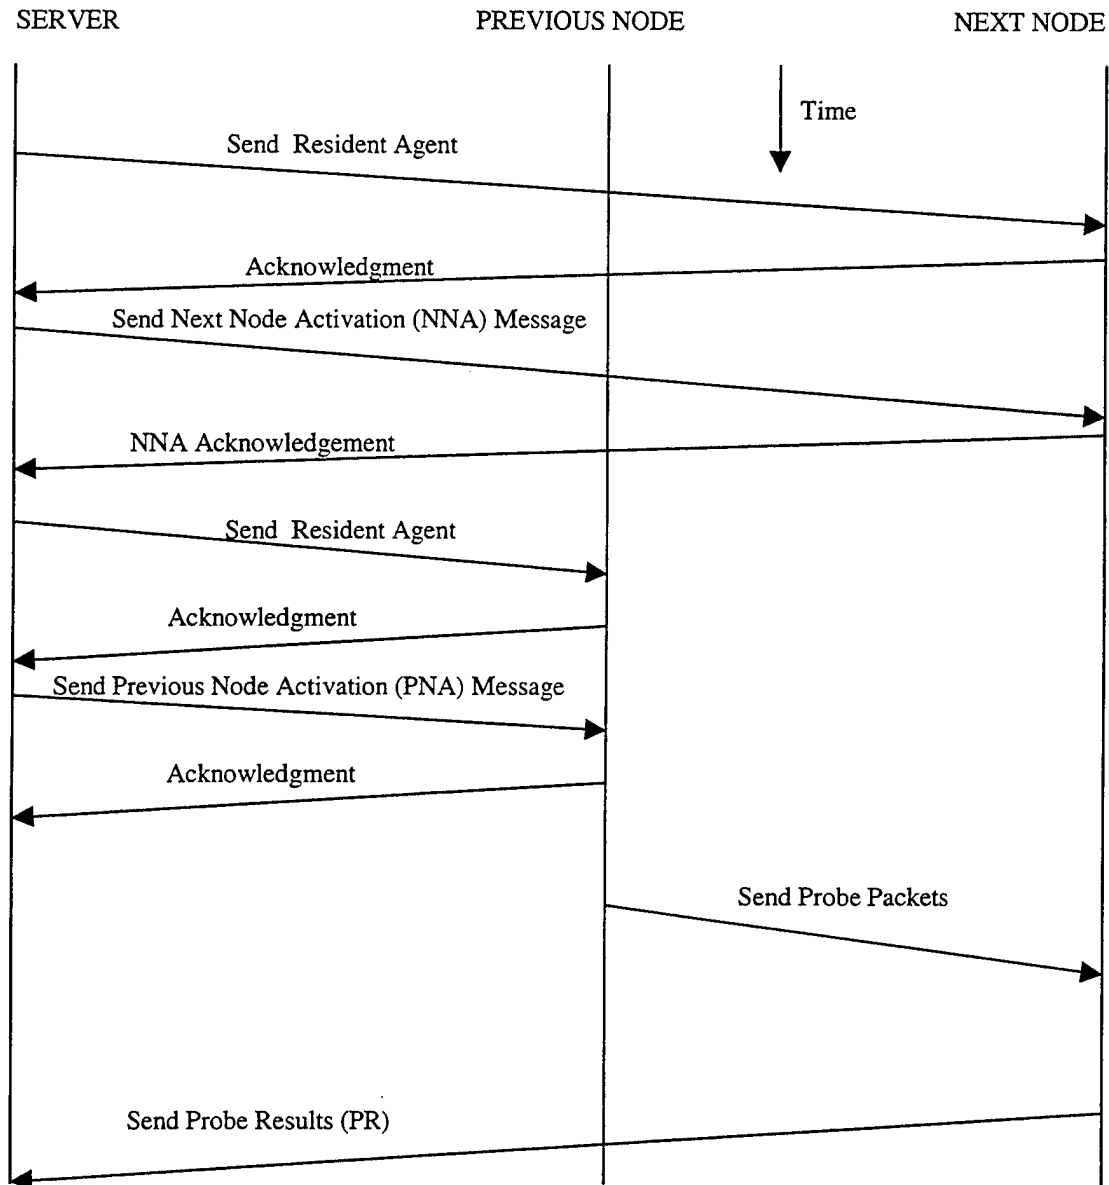 SERVER
PREVIOUS NODE
NEXT NODE
Time
Send Resident Agent
Acknowledgment
Send Next Node Activation (NNA) Message
NNA Acknowledgement
Send Resident Agent
Acknowledgment
Send Previous Node Activation (PNA) Message
Acknowledgment
Send Probe Packets
Send Probe Results (PR)